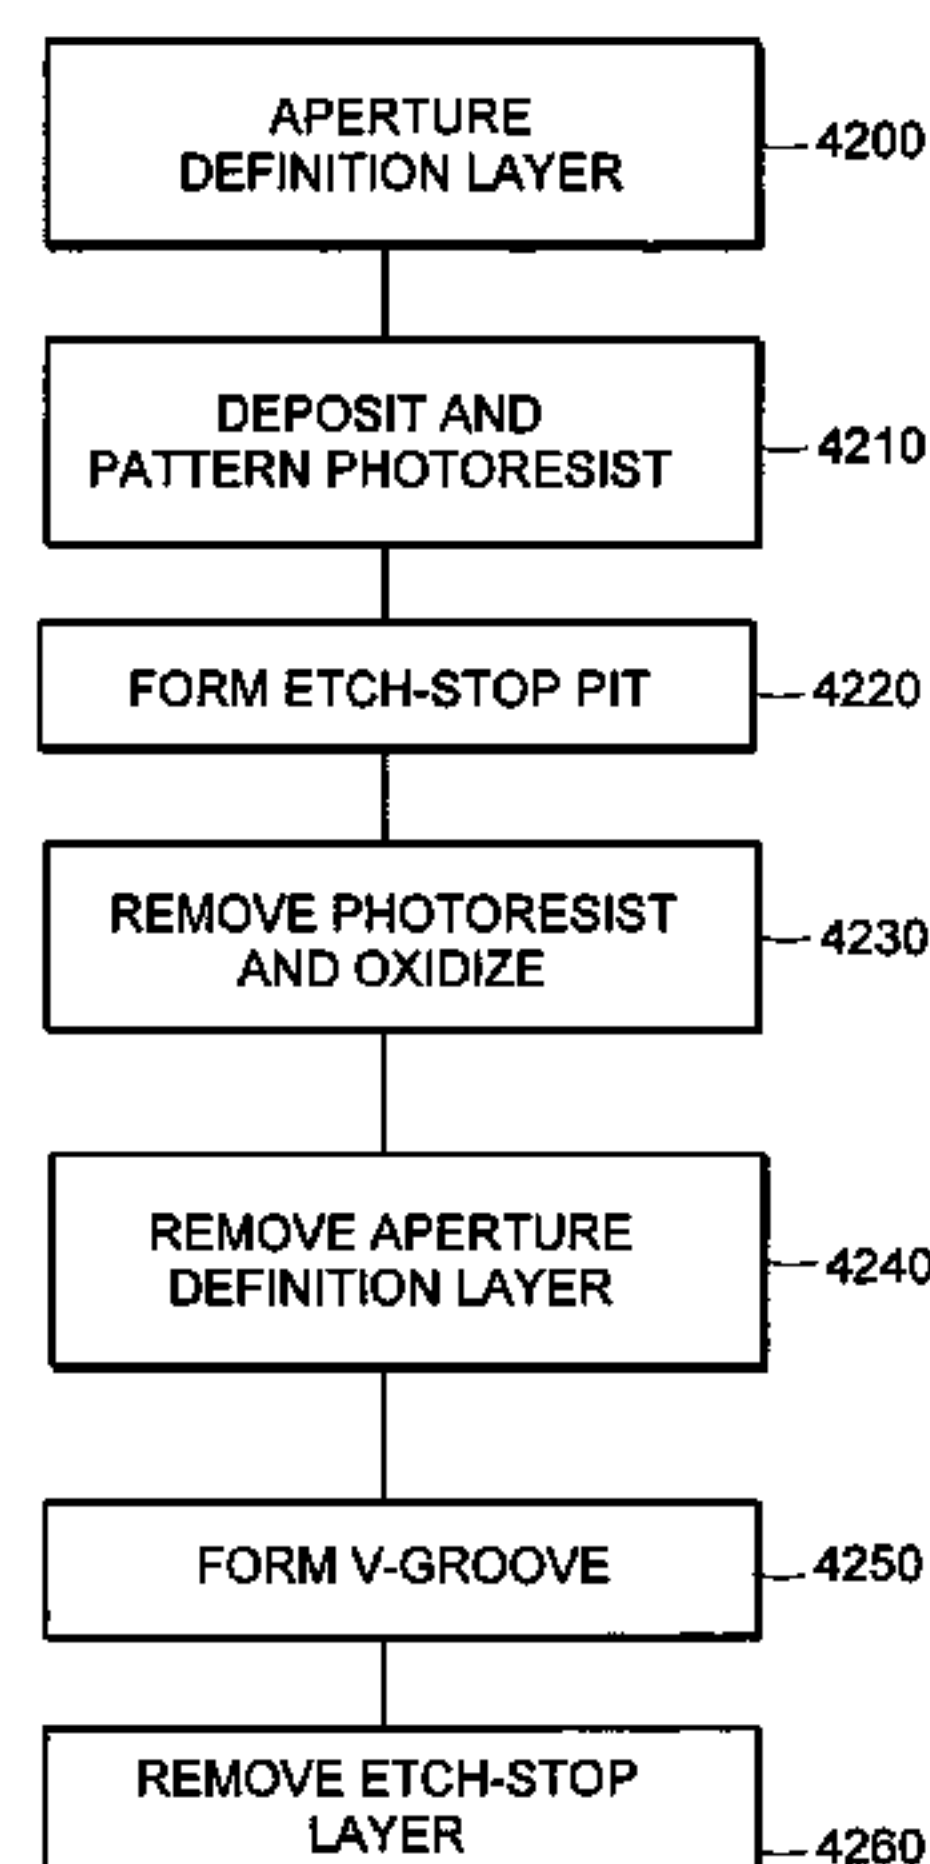 APERTURE
DEFINITION LAYER
4200
DEPOSIT AND
PATTERN PHOTORESIST
4210
FORM ETCH-STOP PIT
4220
REMOVE PHOTORESIST
AND OXIDIZE
4230
REMOVE APERTURE
DEFINITION LAYER
4240
FORM V-GROOVE
4250
REMOVE ETCH-STOP
LAYER
4260